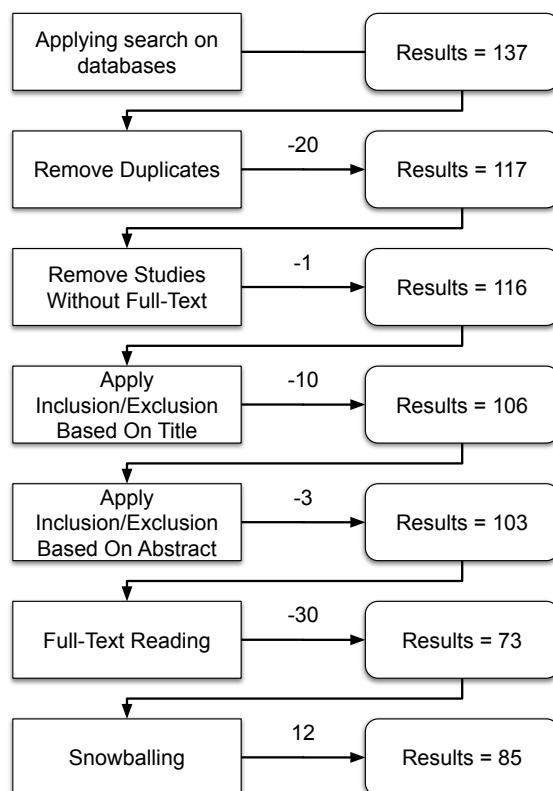 Applying search on
databases
Results = 137
Remove Duplicates
-20
Results = 117
Remove Studies
Without Full-Text
-1
Results = 116
Apply
Inclusion/Exclusion
Based On Title
-10
Results = 106
Apply
Inclusion/Exclusion
Based On Abstract
-3
Results = 103
Full-Text Reading
-30
Results = 73
Snowballing
12
Results = 85